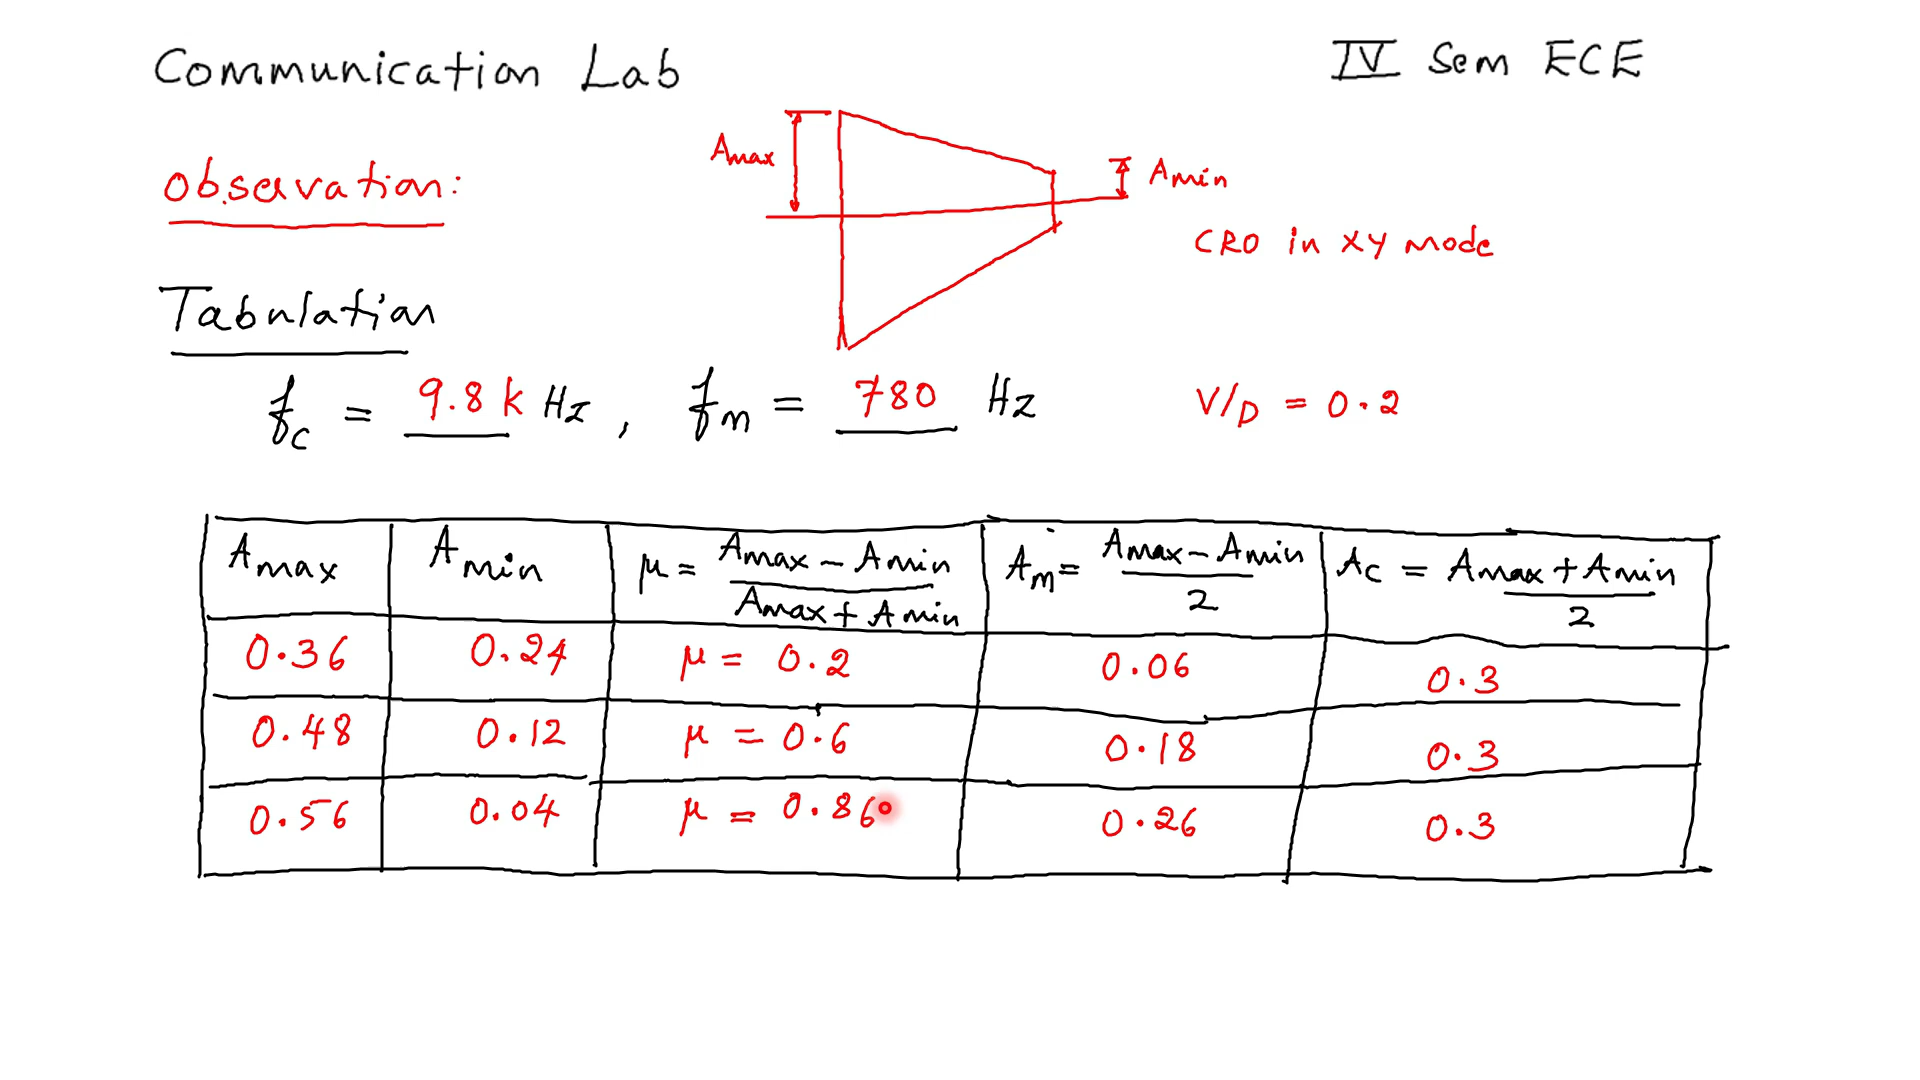 Communication Lab
IV Sem ECE
Observation:
Amax
Amin
CRO in XY mode
Tabulation
fc = 9.8 k Hz, fm = 780 Hz
V/D = 0.2
Amax Amin μ = Amax - Amin / Amax + Amin Am = Amax - Amin / 2 Ac = Amax + Amin / 2
0.36 0.24 μ = 0.2 0.06 0.3
0.48 0.12 μ = 0.6 0.18 0.3
0.56 0.04 μ = 0.86 0.26 0.3